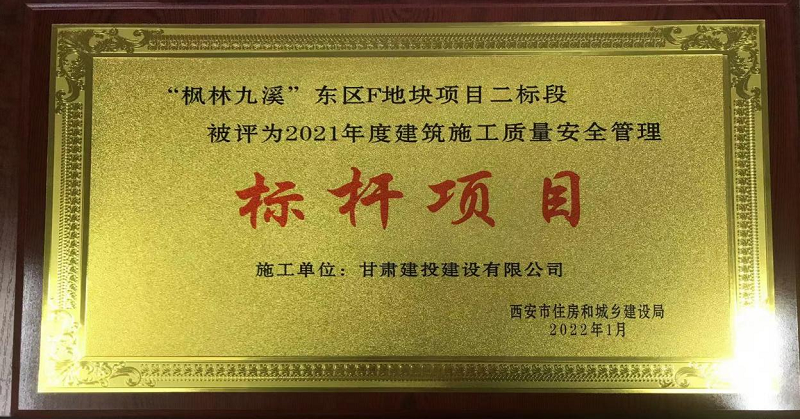 “枫林九溪”东区F地块项目二标段
被评为2021年度建筑施工质量安全管理
标杆项目
施工单位：甘肃建投建设有限公司
西安市住房和城乡建设局
2022年1月